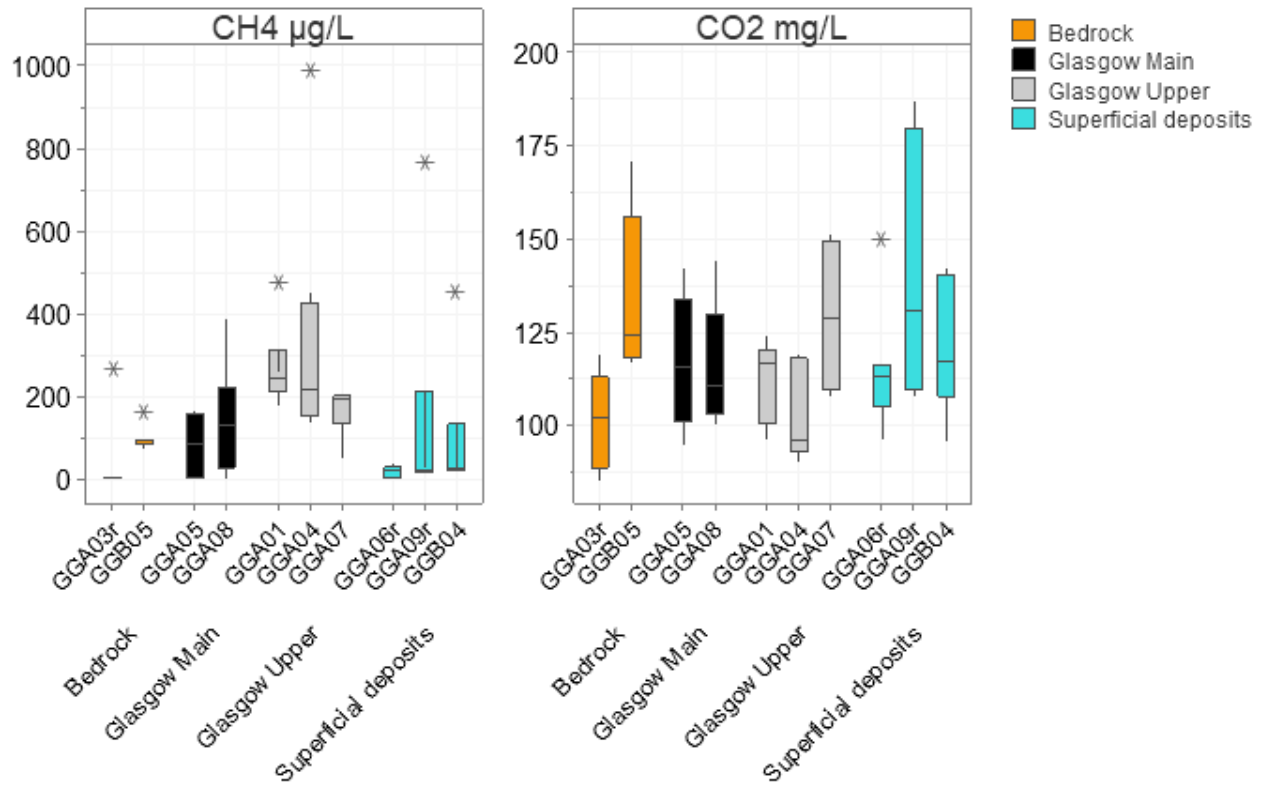 CH4 µg/L
1000
800
600
400
200
0
GGA03r
GGB05
GGA05
GGA08
GGA01
GGA04
GGA07
GGA06r
GGA09r
GGB04
Bedrock
Glasgow Main
Glasgow Upper
Superficial deposits
CO2 mg/L
200
175
150
125
100
GGA03r
GGB05
GGA05
GGA08
GGA01
GGA04
GGA07
GGA06r
GGA09r
GGB04
Bedrock
Glasgow Main
Glasgow Upper
Superficial deposits
Bedrock
Glasgow Main
Glasgow Upper
Superficial deposits